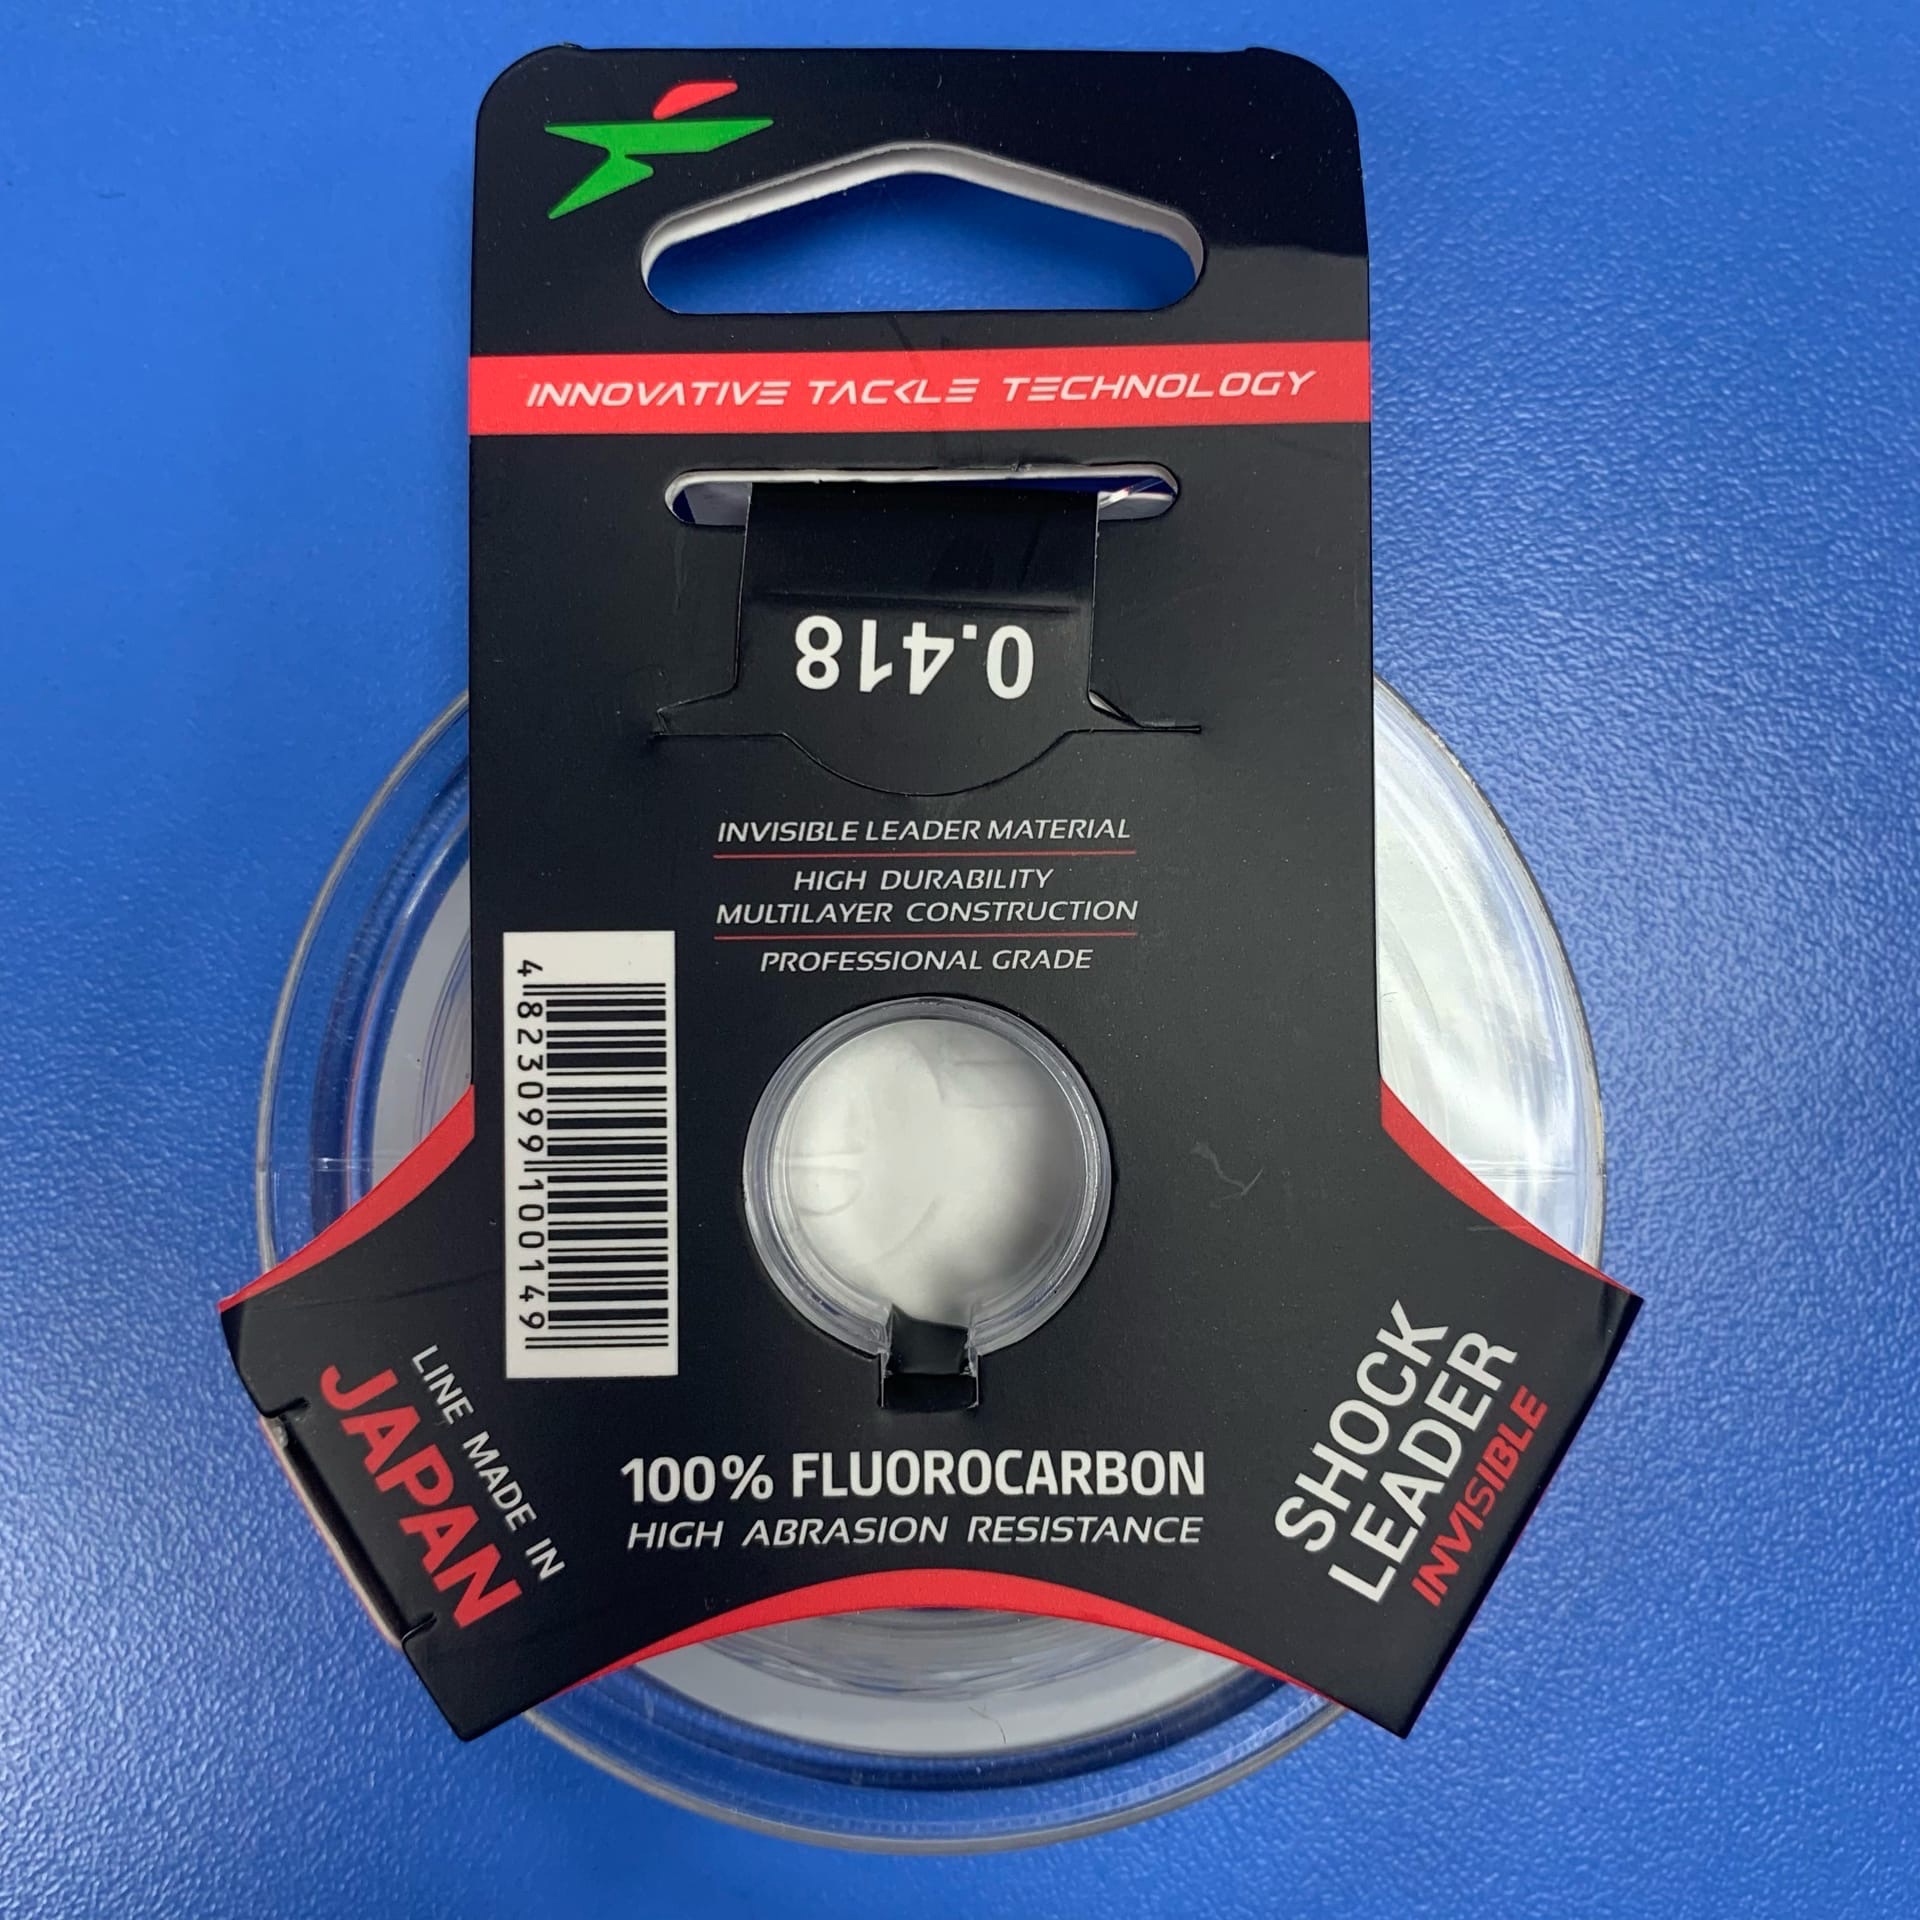 INNOVATIVE TACKLE TECHNOLOGY
0.418
INVISIBLE LEADER MATERIAL
HIGH DURABILITY
MULTILAYER CONSTRUCTION
PROFESSIONAL GRADE
4823099100149
LINE MADE IN
JAPAN
100% FLUOROCARBON
HIGH ABRASION RESISTANCE
SHOCK
LEADER
INVISIBLE